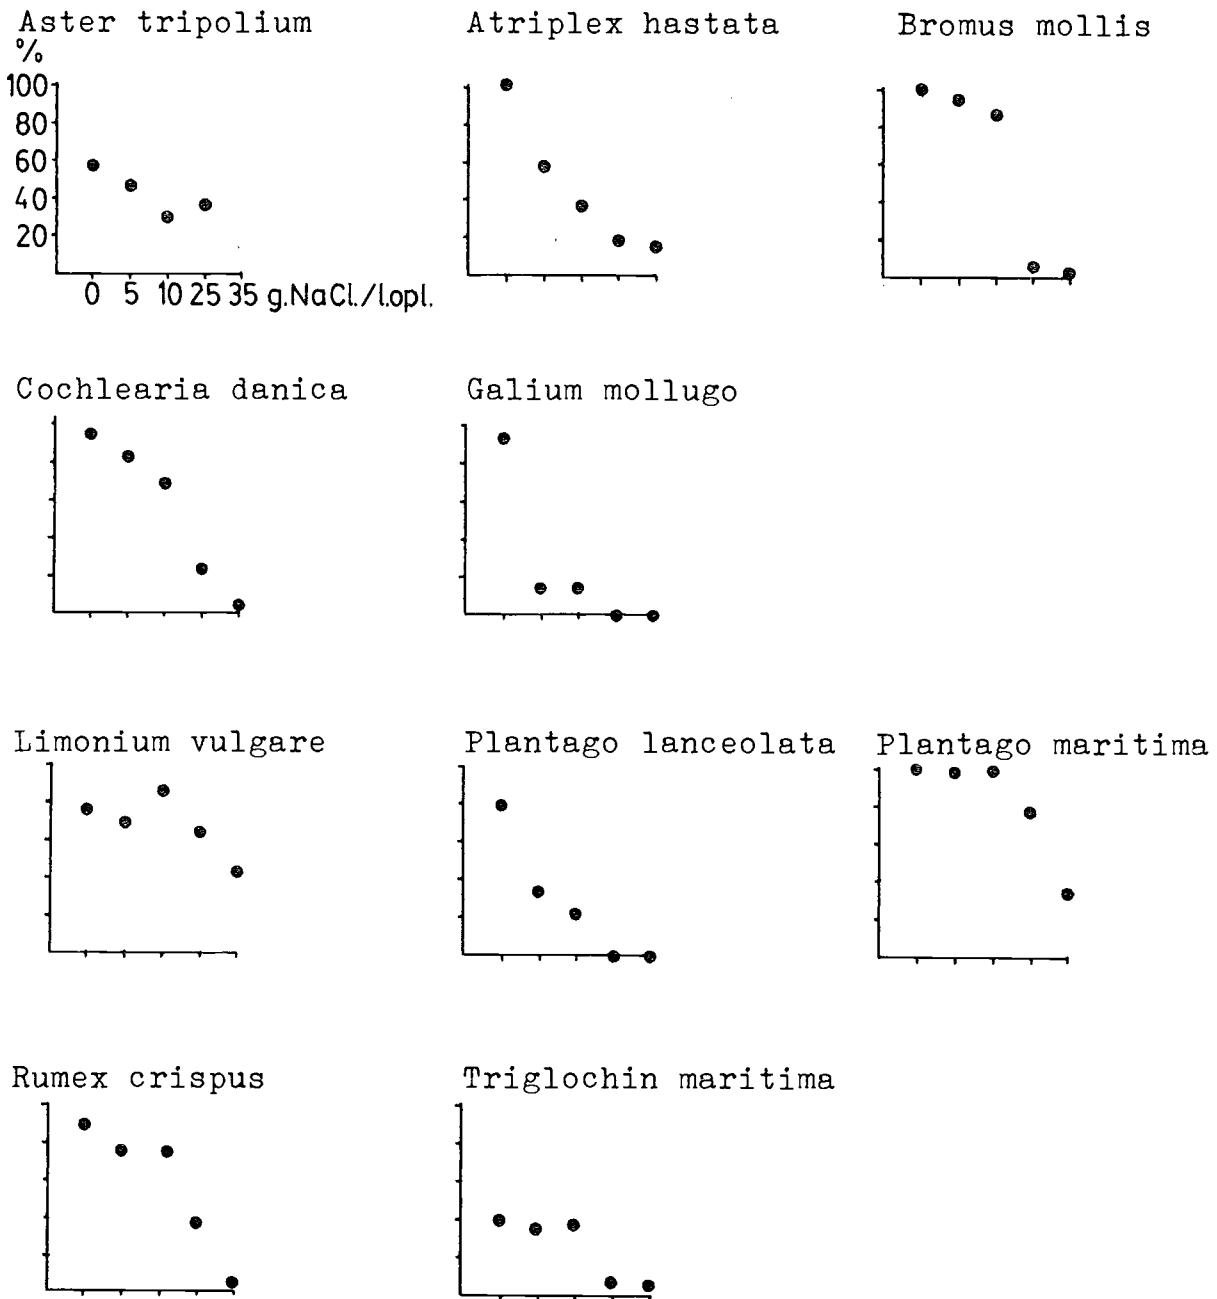 Aster tripolium
Atriplex hastata
Bromus mollis
%
100
80
60
40
20
0 5 10 25 35 g.NaCl./l.opl.
Cochlearia danica
Galium mollugo
Limonium vulgare
Plantago lanceolata
Plantago maritima
Rumex crispus
Triglochin maritima